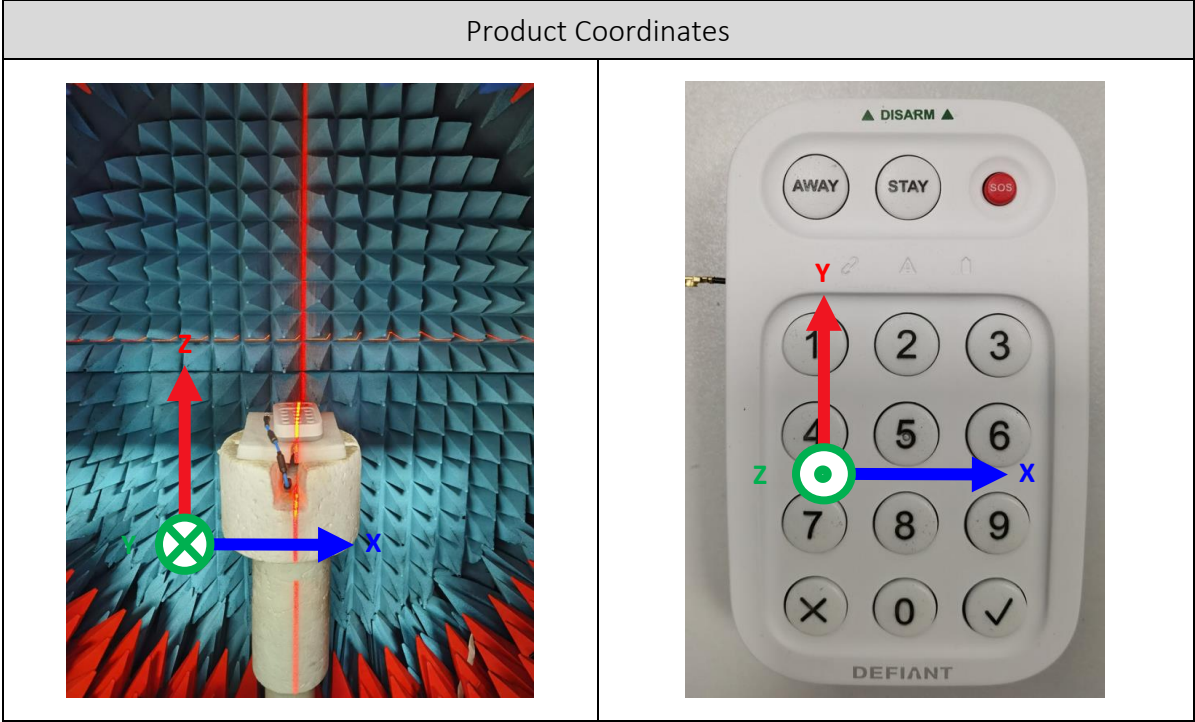 Product Coordinates
Z
Y
X
▲ DISARM ▲
AWAY STAY SOS
Y
1 2 3
4 5 6
Z X
7 8 9
✕ 0 ✓
DEFIANT